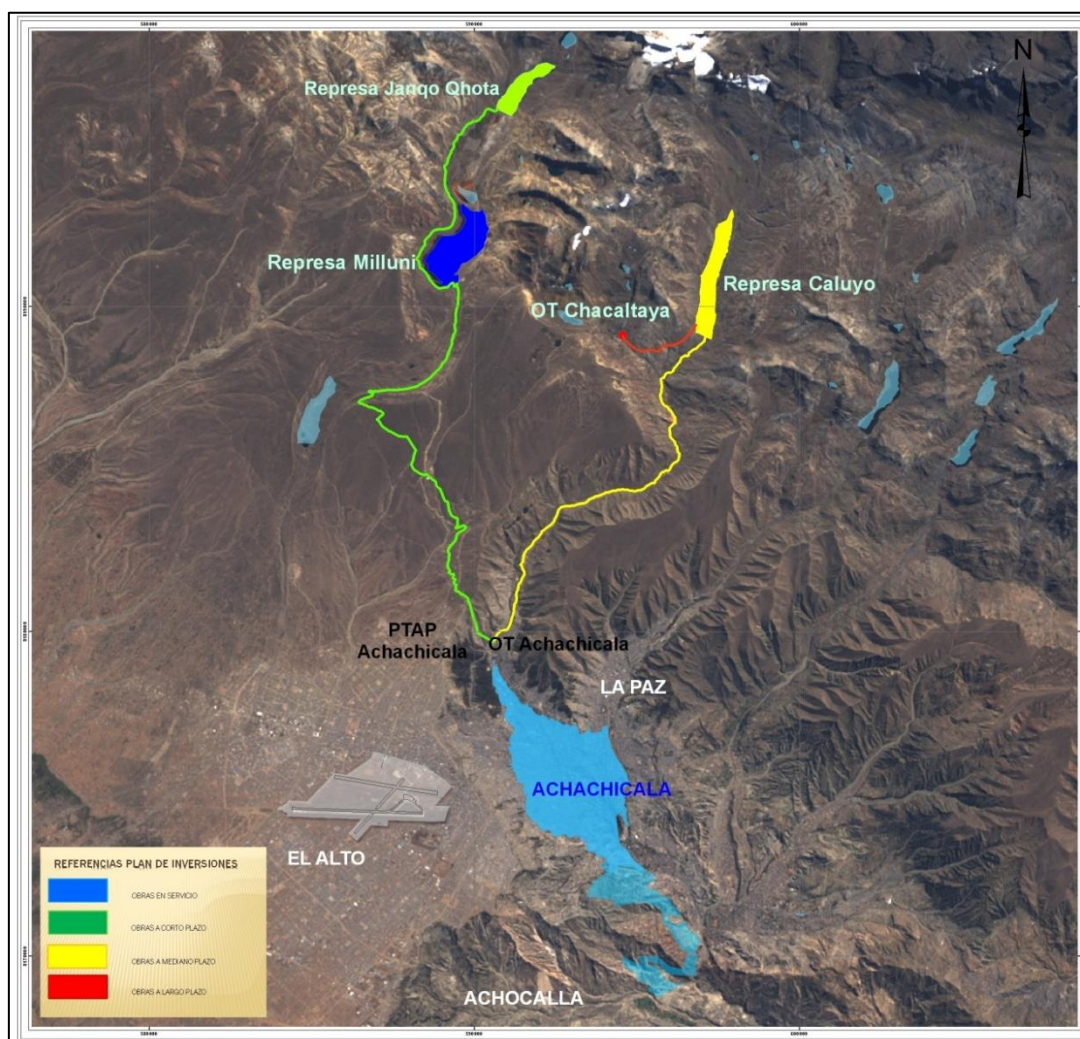 N
Represa Janqo Qhota
Represa Milluni
Represa Caluyo
OT Chacaltaya
PTAP
Achachicala
OT Achachicala
LA PAZ
ACHACHICALA
EL ALTO
ACHOCALLA
REFERENCIAS PLAN DE INVERSIONES
OBRAS EN SERVICIO
OBRAS A CORTO PLAZO
OBRAS A MEDIANO PLAZO
OBRAS A LARGO PLAZO